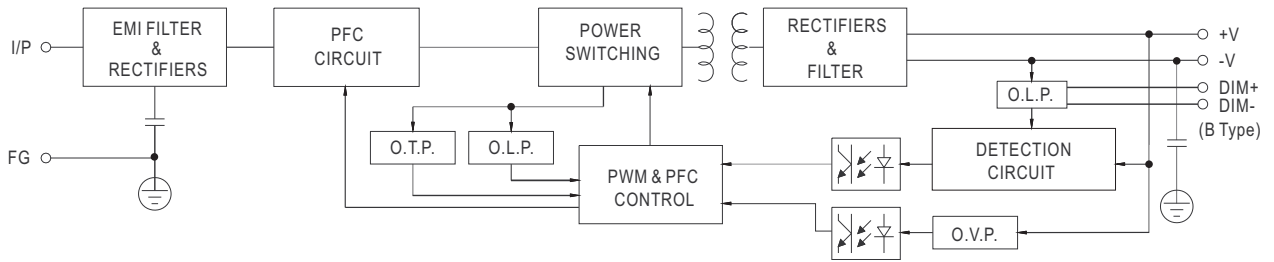 I/P
EMI FILTER
&
RECTIFIERS
PFC
CIRCUIT
POWER
SWITCHING
RECTIFIERS
&
FILTER
+V
-V
DIM+
DIM-
(B Type)
O.L.P.
FG
O.T.P.
O.L.P.
PWM & PFC
CONTROL
DETECTION
CIRCUIT
O.V.P.